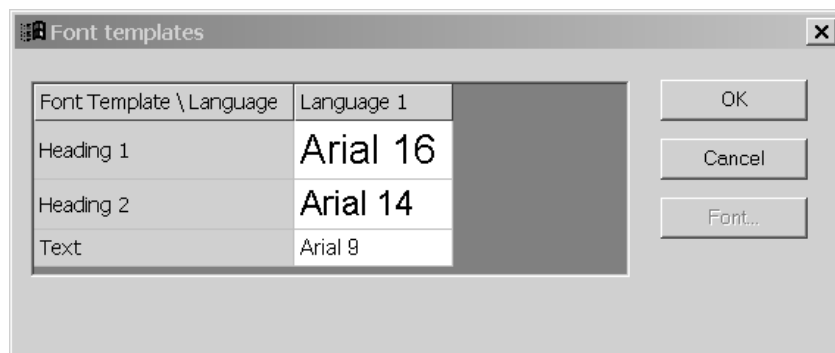 Font templates
Font Template \ Language Language 1 OK
Heading 1 Arial 16 Cancel
Heading 2 Arial 14 Font...
Text Arial 9